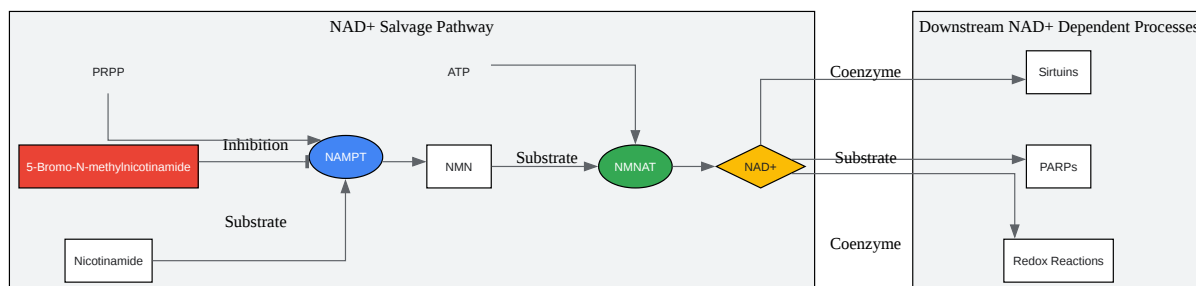 NAD+ Salvage Pathway
Downstream NAD+ Dependent Processes
PRPP
ATP
Coenzyme
Sirtuins
Inhibition
5-Bromo-N-methylnicotinamide
NAMPT
NMN
Substrate
NMNAT
NAD+
Substrate
PARPs
Substrate
Coenzyme
Nicotinamide
Redox Reactions